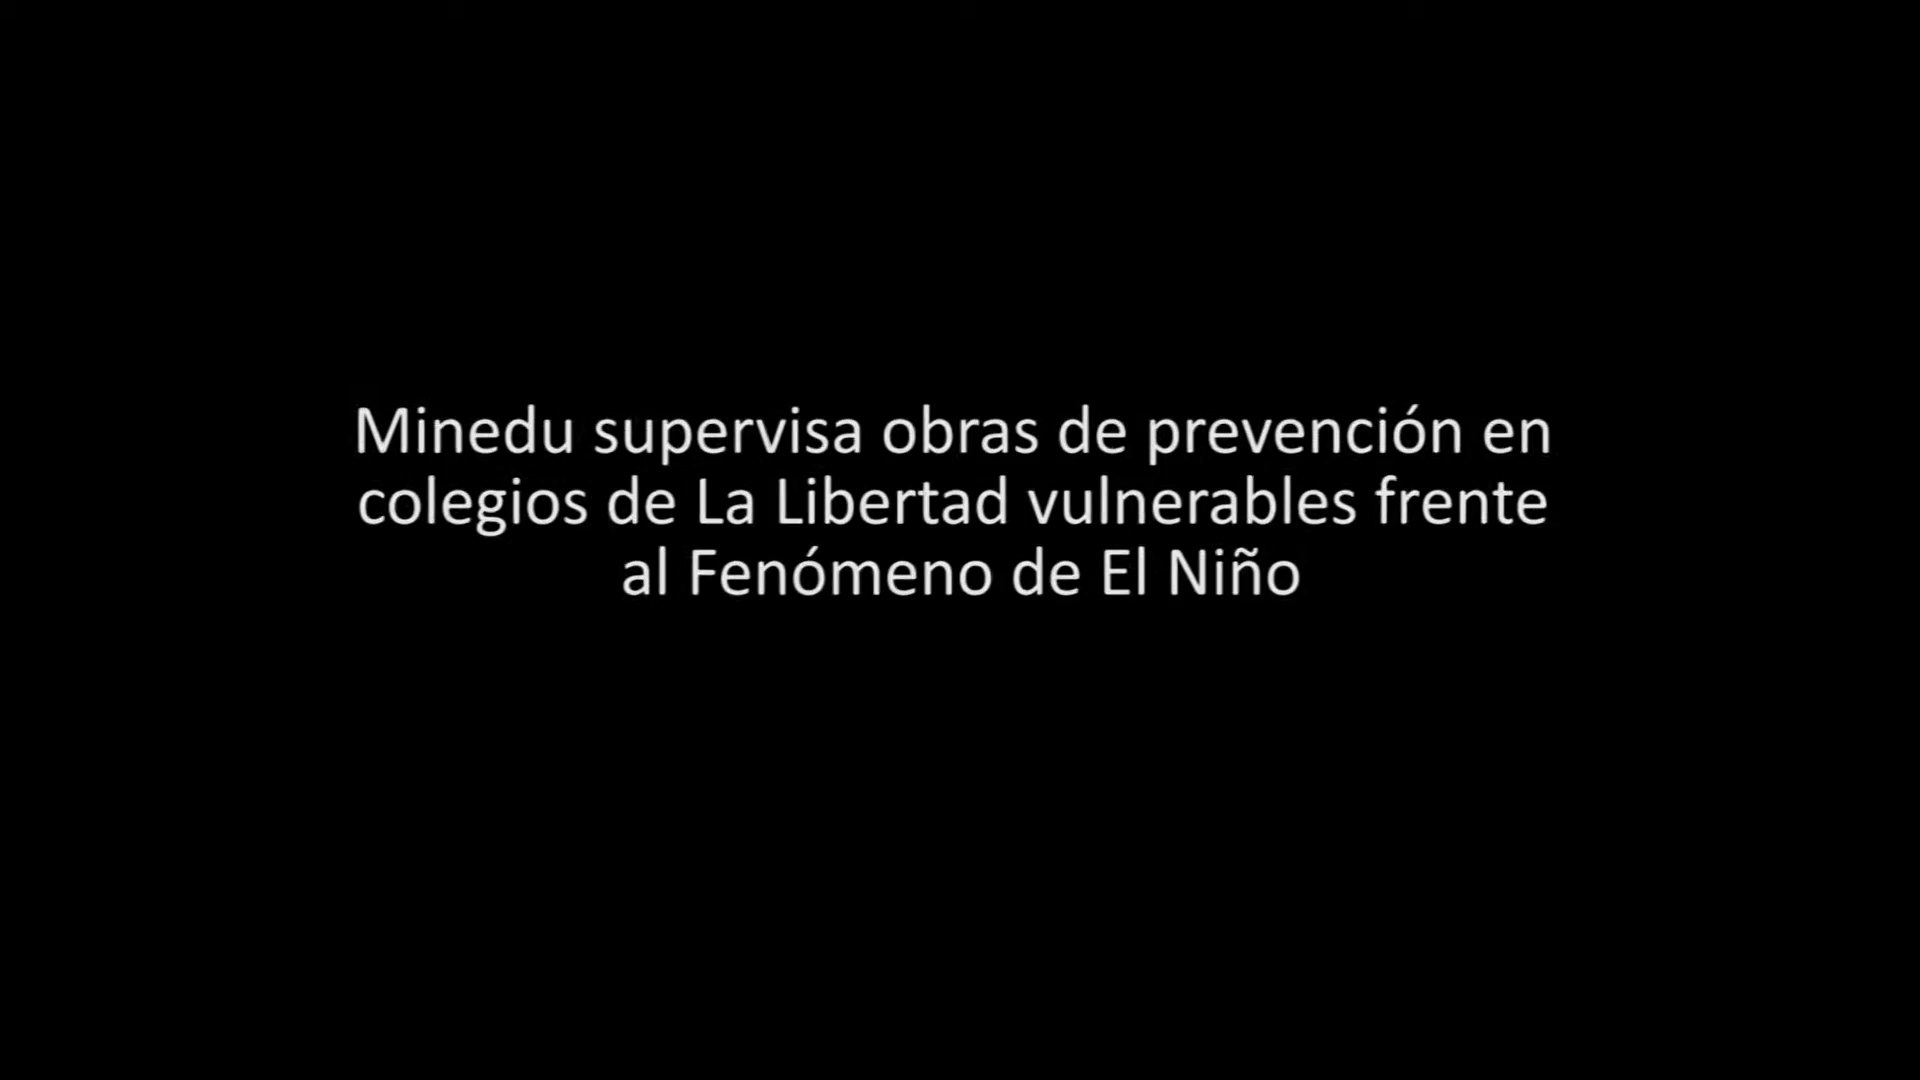 Minedu supervisa obras de prevención en
colegios de La Libertad vulnerables frente
al Fenómeno de El Niño